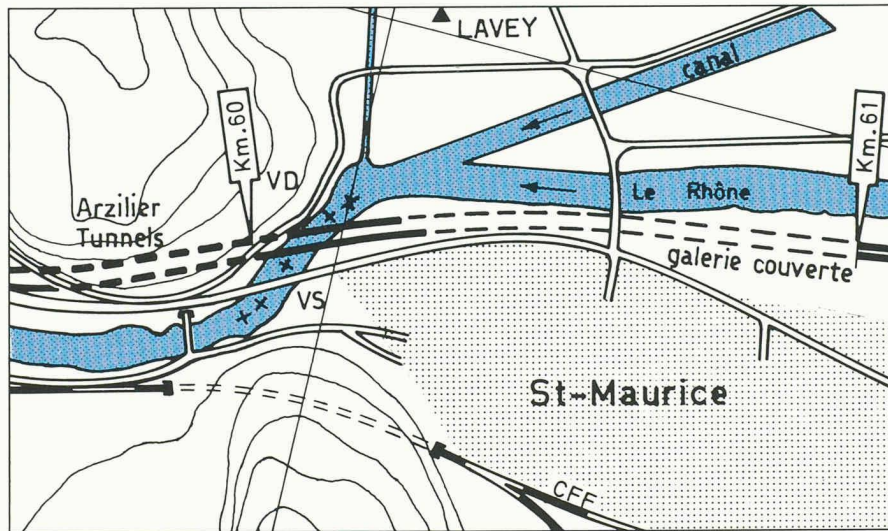 LAVEY
canal
Km.60
Km.61
VD
Le Rhône
Arzilier
Tunnels
galerie couverte
VS
St-Maurice
CFF